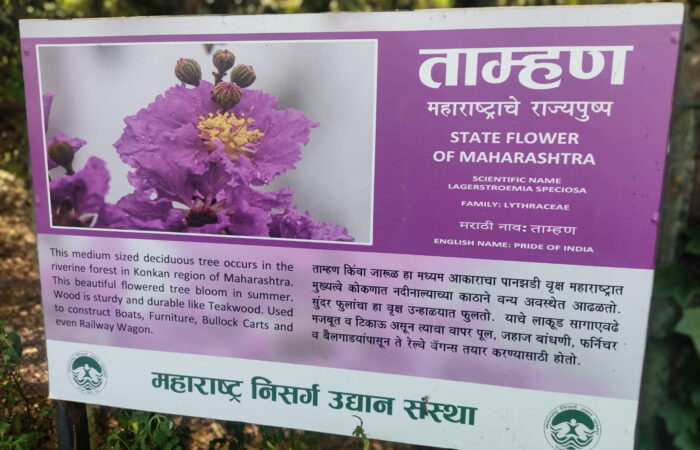 ताम्हण
महाराष्ट्राचे राज्यपुष्प
STATE FLOWER
OF MAHARASHTRA
SCIENTIFIC NAME
LAGERSTROEMIA SPECIOSA
FAMILY: LYTHRACEAE
मराठी नाव: ताम्हण
ENGLISH NAME: PRIDE OF INDIA
This medium sized deciduous tree occurs in the
riverine forest in Konkan region of Maharashtra.
This beautiful flowered tree bloom in summer.
Wood is sturdy and durable like Teakwood. Used
to construct Boats, Furniture, Bullock Carts and
even Railway Wagon.
ताम्हण किंवा जारूळ हा मध्यम आकाराचा पानझडी वृक्ष महाराष्ट्रात
मुख्यत्वे कोकणात नदीनाल्याच्या काठाने वन्य अवस्थेत आढळतो.
सुंदर फुलांचा हा वृक्ष उन्हाळयात फुलतो. याचे लाकूड सागाएवढे
मजबूत व टिकाऊ असून त्याचा वापर पूल, जहाज बांधणी, फर्निचर
व बैलगाडयांपासून ते रेल्वे वॅगन्स तयार करण्यासाठी होतो.
महाराष्ट्र निसर्ग उद्यान संस्था